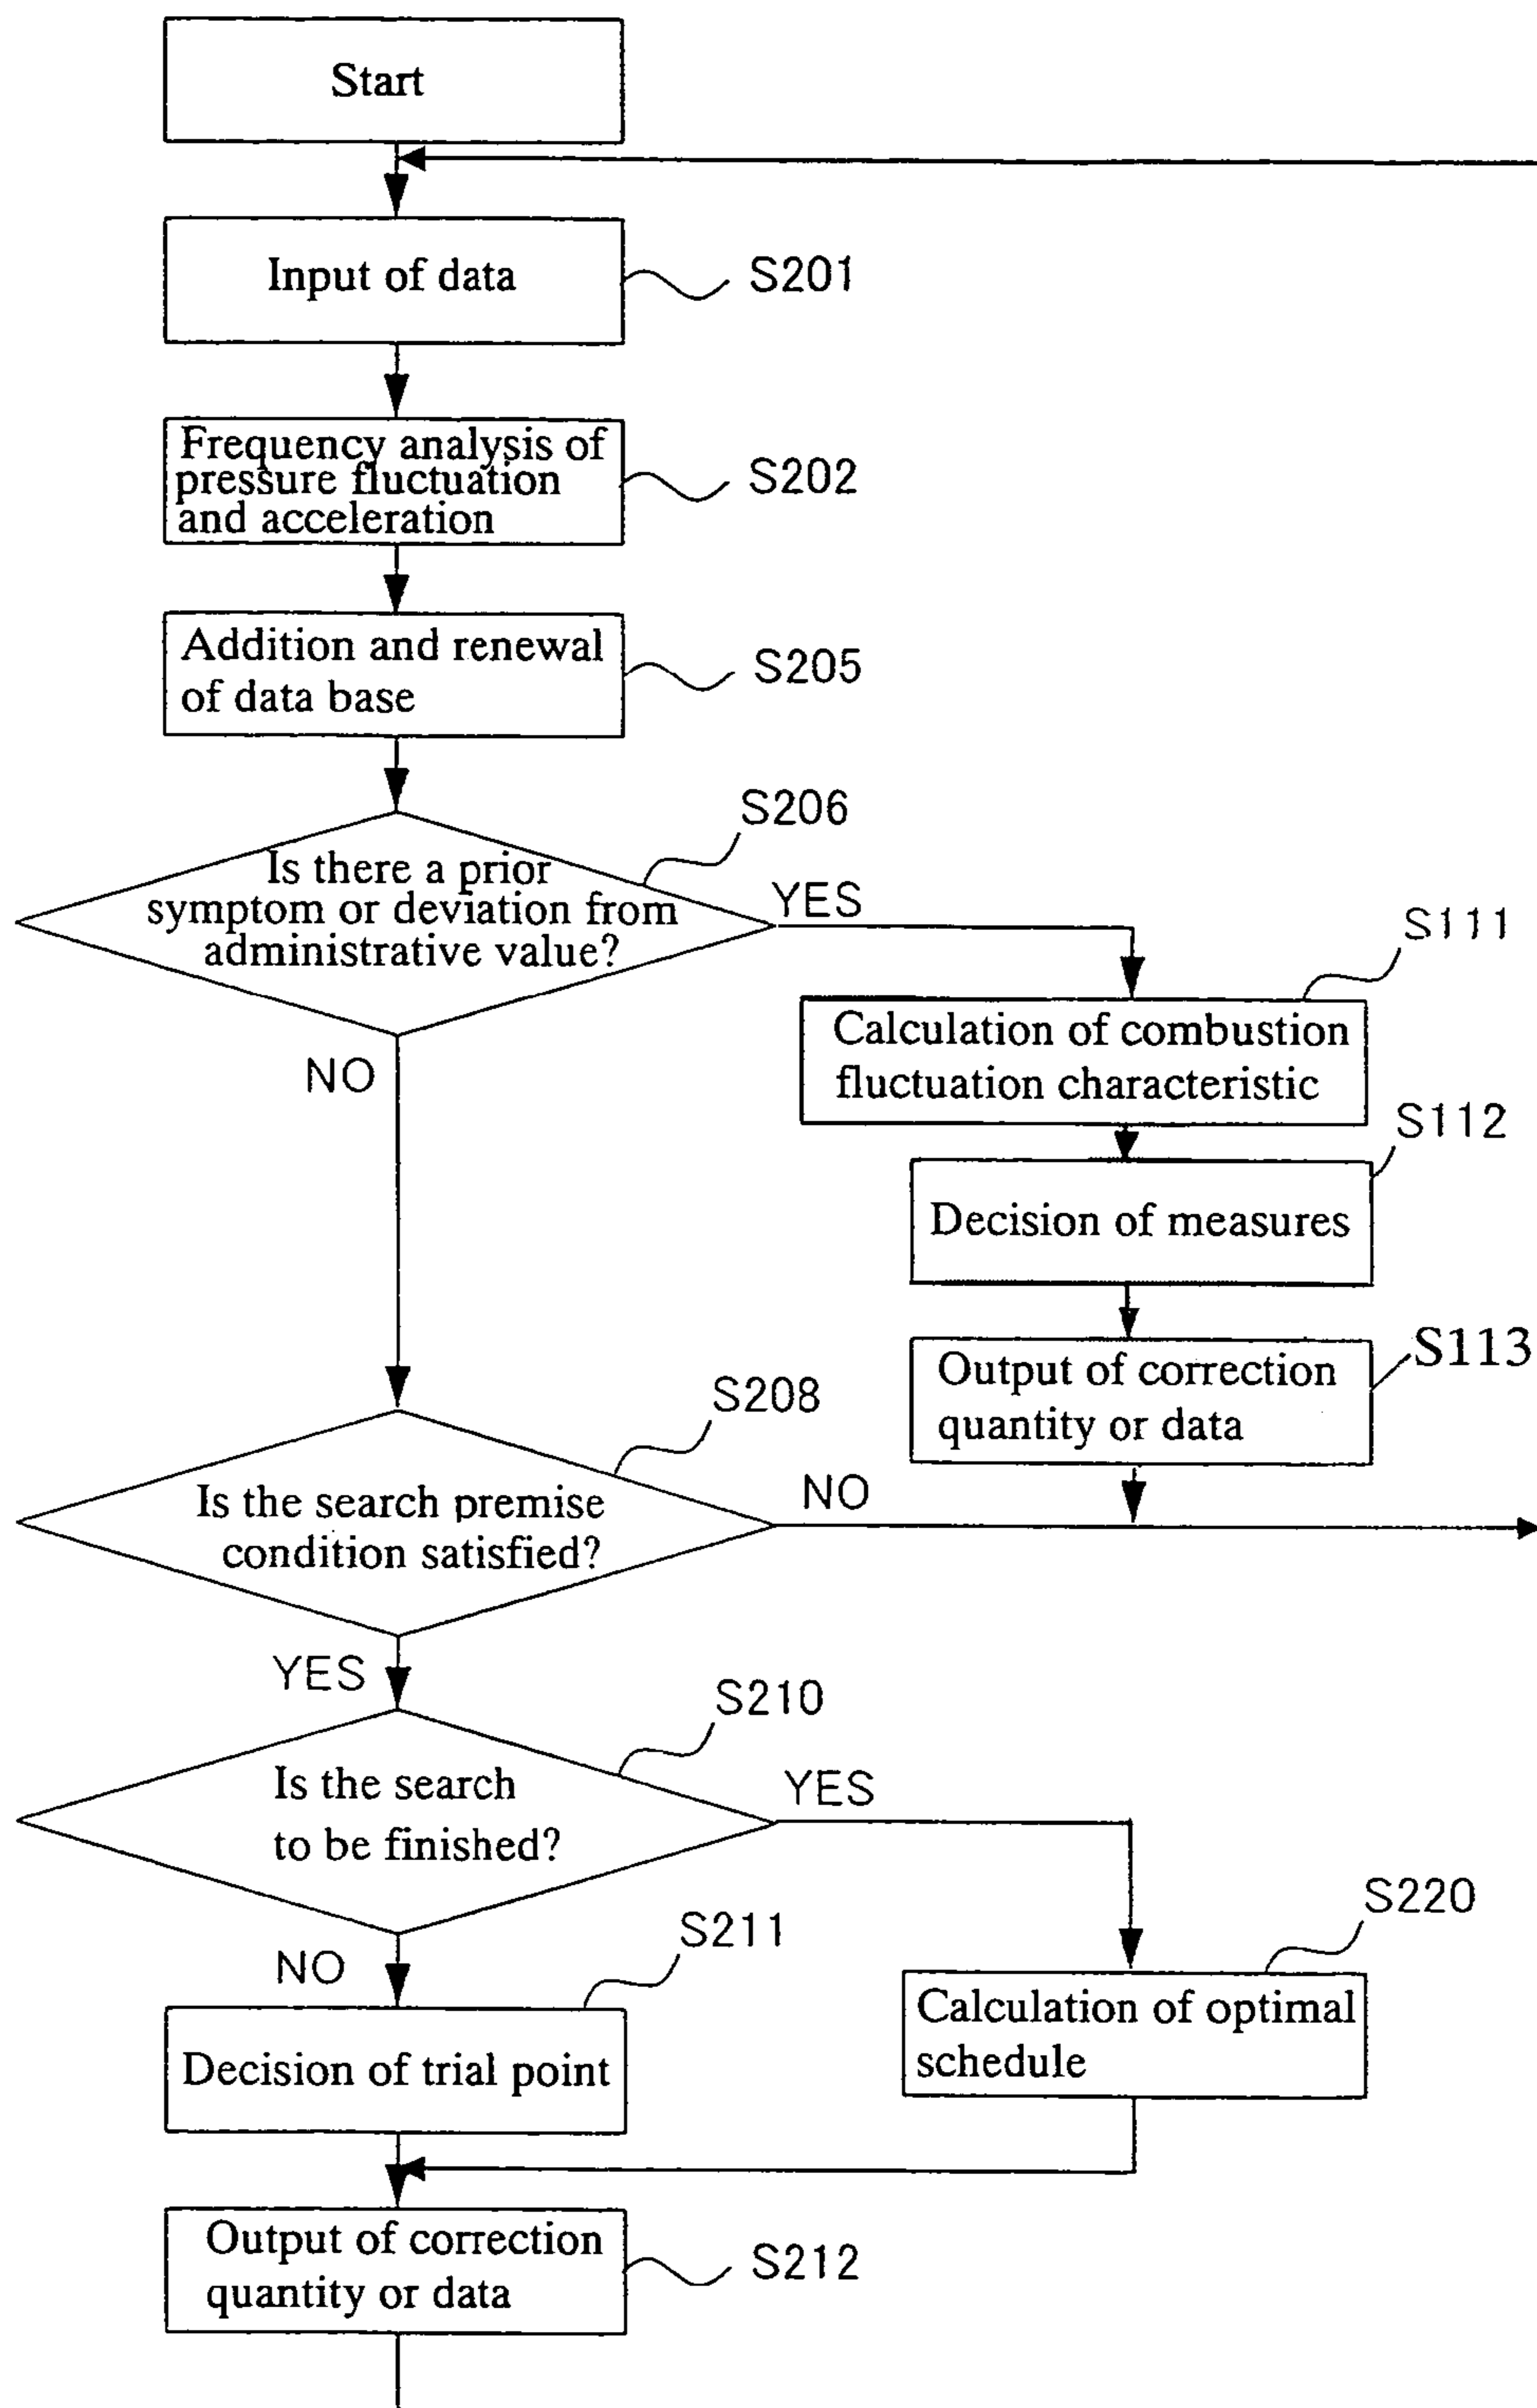 Start
Input of data
S201
Frequency analysis of
pressure fluctuation
and acceleration
S202
Addition and renewal
of data base
S205
S206
Is there a prior
symptom or deviation from
administrative value?
YES
NO
S111
Calculation of combustion
fluctuation characteristic
S112
Decision of measures
S113
Output of correction
quantity or data
S208
Is the search premise
condition satisfied?
NO
YES
S210
Is the search
to be finished?
YES
NO
S211
Decision of trial point
S220
Calculation of optimal
schedule
Output of correction
quantity or data
S212